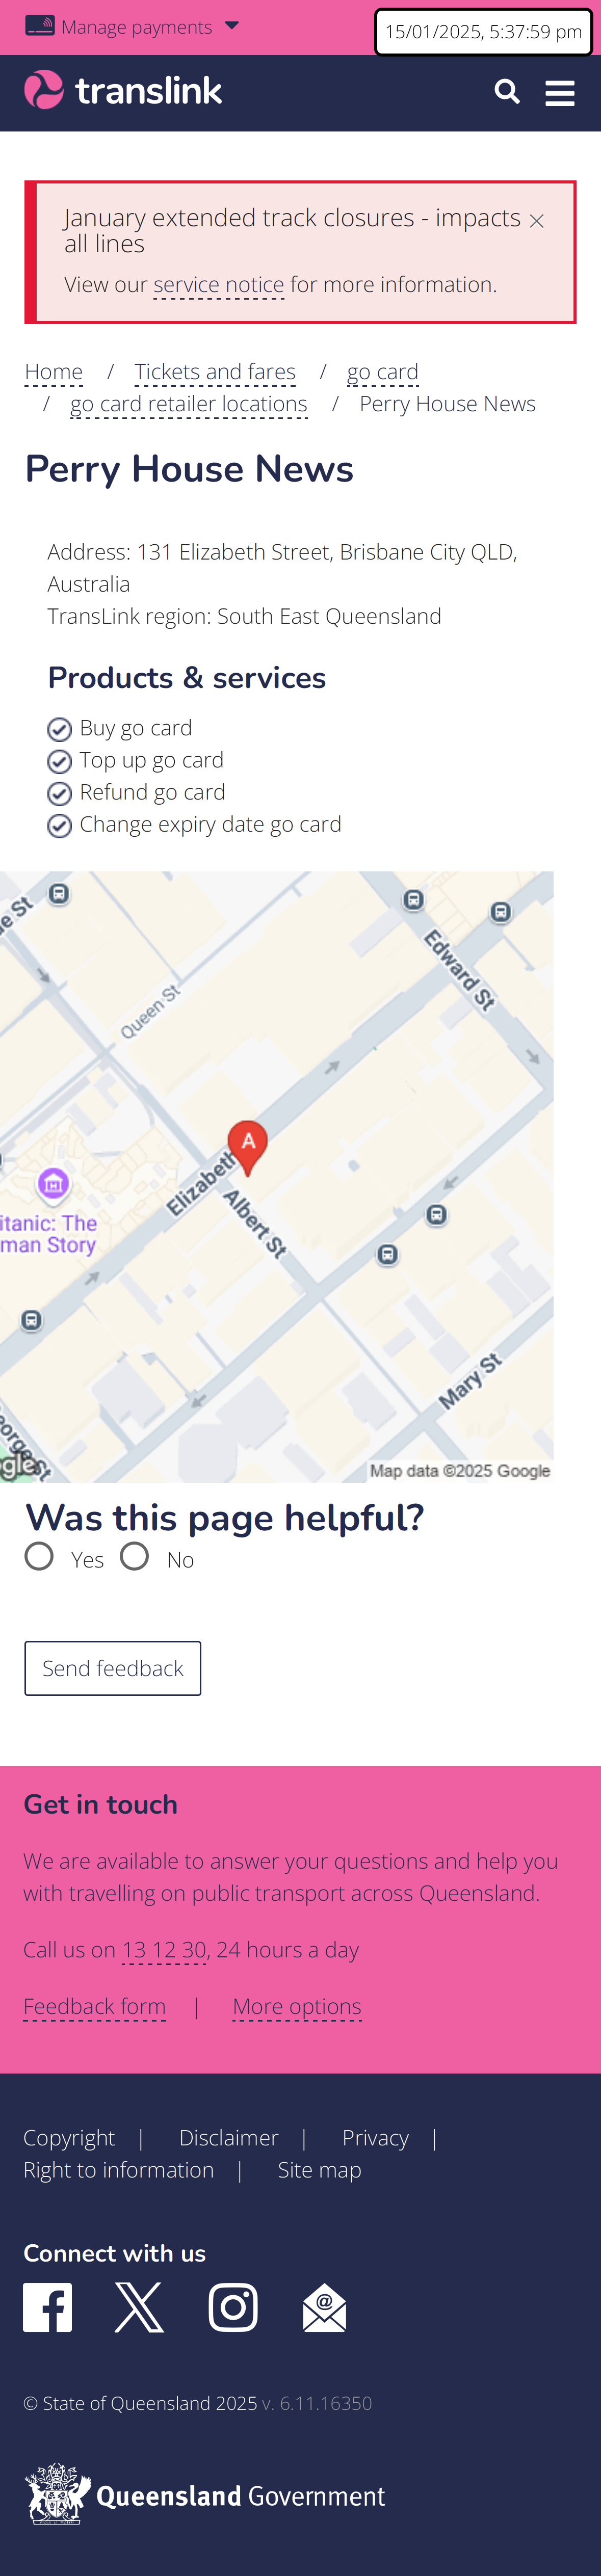 Manage payments
15/01/2025, 5:37:59 pm
translink
January extended track closures - impacts
all lines
View our service notice for more information.
Home / Tickets and fares / go card
/ go card retailer locations / Perry House News
Perry House News
Address: 131 Elizabeth Street, Brisbane City QLD,
Australia
TransLink region: South East Queensland
Products & services
Buy go card
Top up go card
Refund go card
Change expiry date go card
Edward St
Queen St
A
Elizabeth
Albert St
itanic: The
man Story
Mary St
George St
gle
Map data ©2025 Google
Was this page helpful?
Yes No
Send feedback
Get in touch
We are available to answer your questions and help you
with travelling on public transport across Queensland.
Call us on 13 12 30, 24 hours a day
Feedback form | More options
Copyright | Disclaimer | Privacy |
Right to information | Site map
Connect with us
© State of Queensland 2025 v. 6.11.16350
Queensland Government